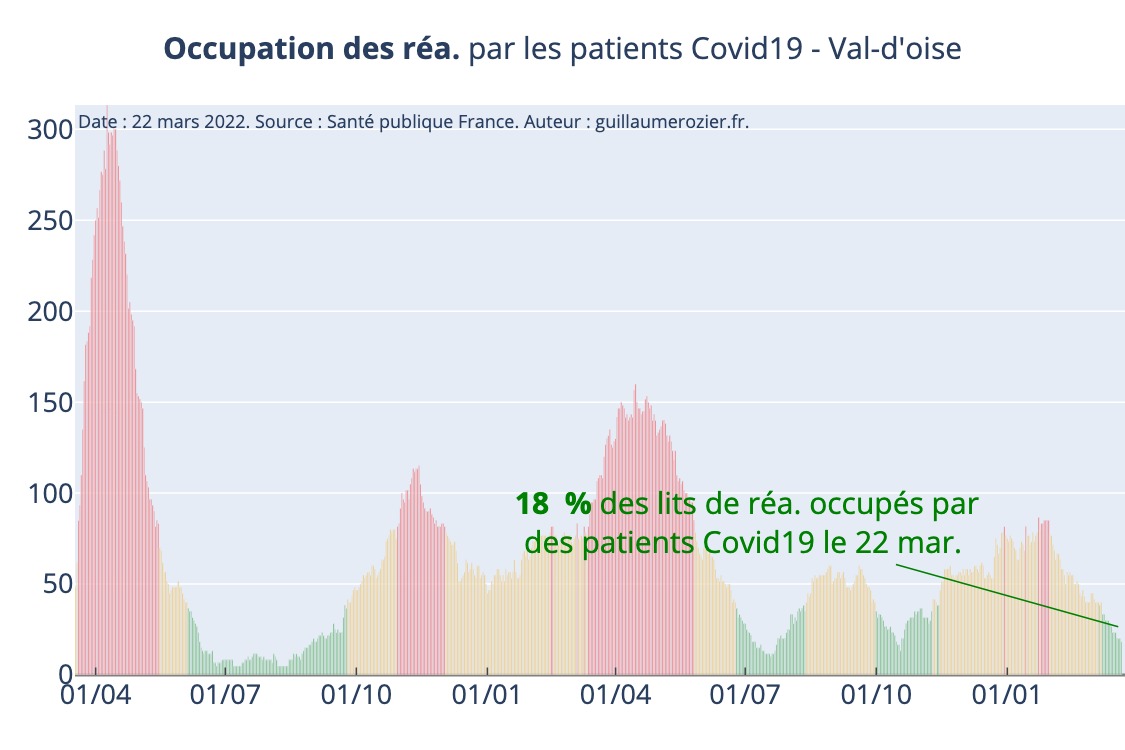 Occupation des réa. par les patients Covid19 - Val-d'oise
Date : 22 mars 2022. Source : Santé publique France. Auteur : guillaumerozier.fr.
300
250
200
150
100
50
0
18 % des lits de réa. occupés par
des patients Covid19 le 22 mar.
01/04 01/07 01/10 01/01 01/04 01/07 01/10 01/01